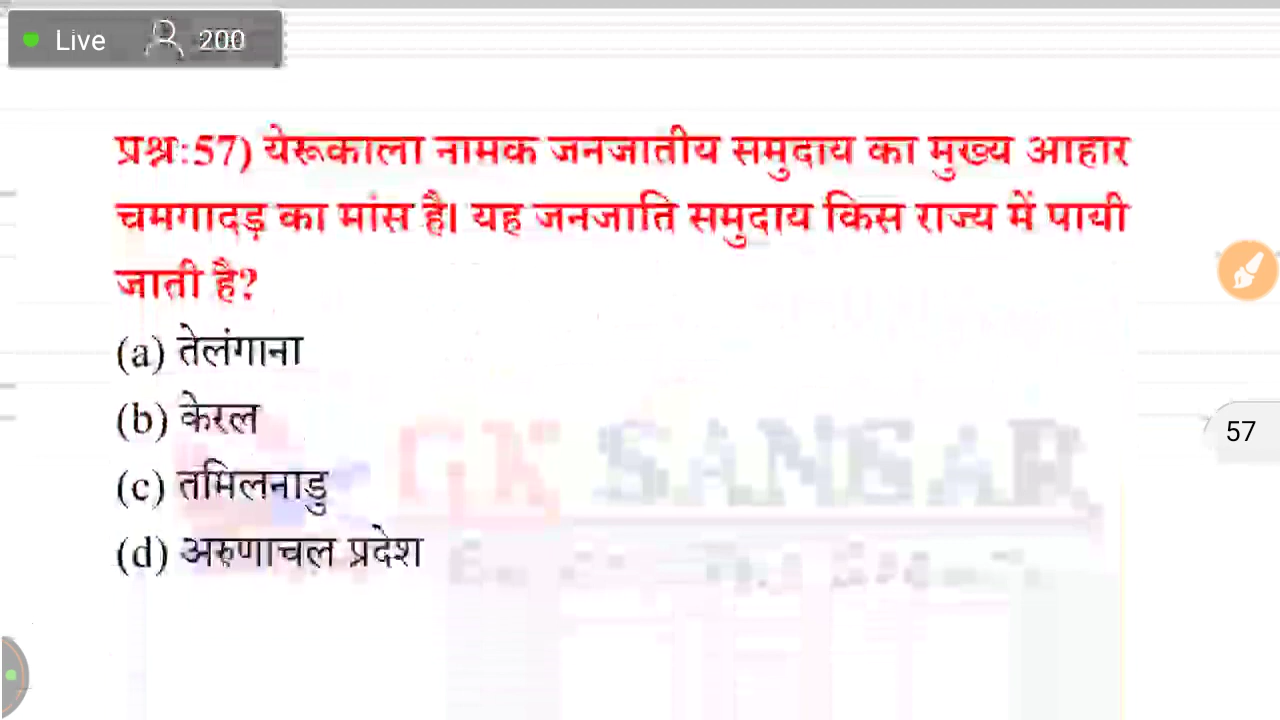 Live 200
प्रश्न:57) येरूकाला नामक जनजातीय समुदाय का मुख्य आहार
चमगादड़ का मांस है। यह जनजाति समुदाय किस राज्य में पायी
जाती है?
(a) तेलंगाना
(b) केरल
57
(c) तमिलनाडु
(d) अरुणाचल प्रदेश
GK SANSAR